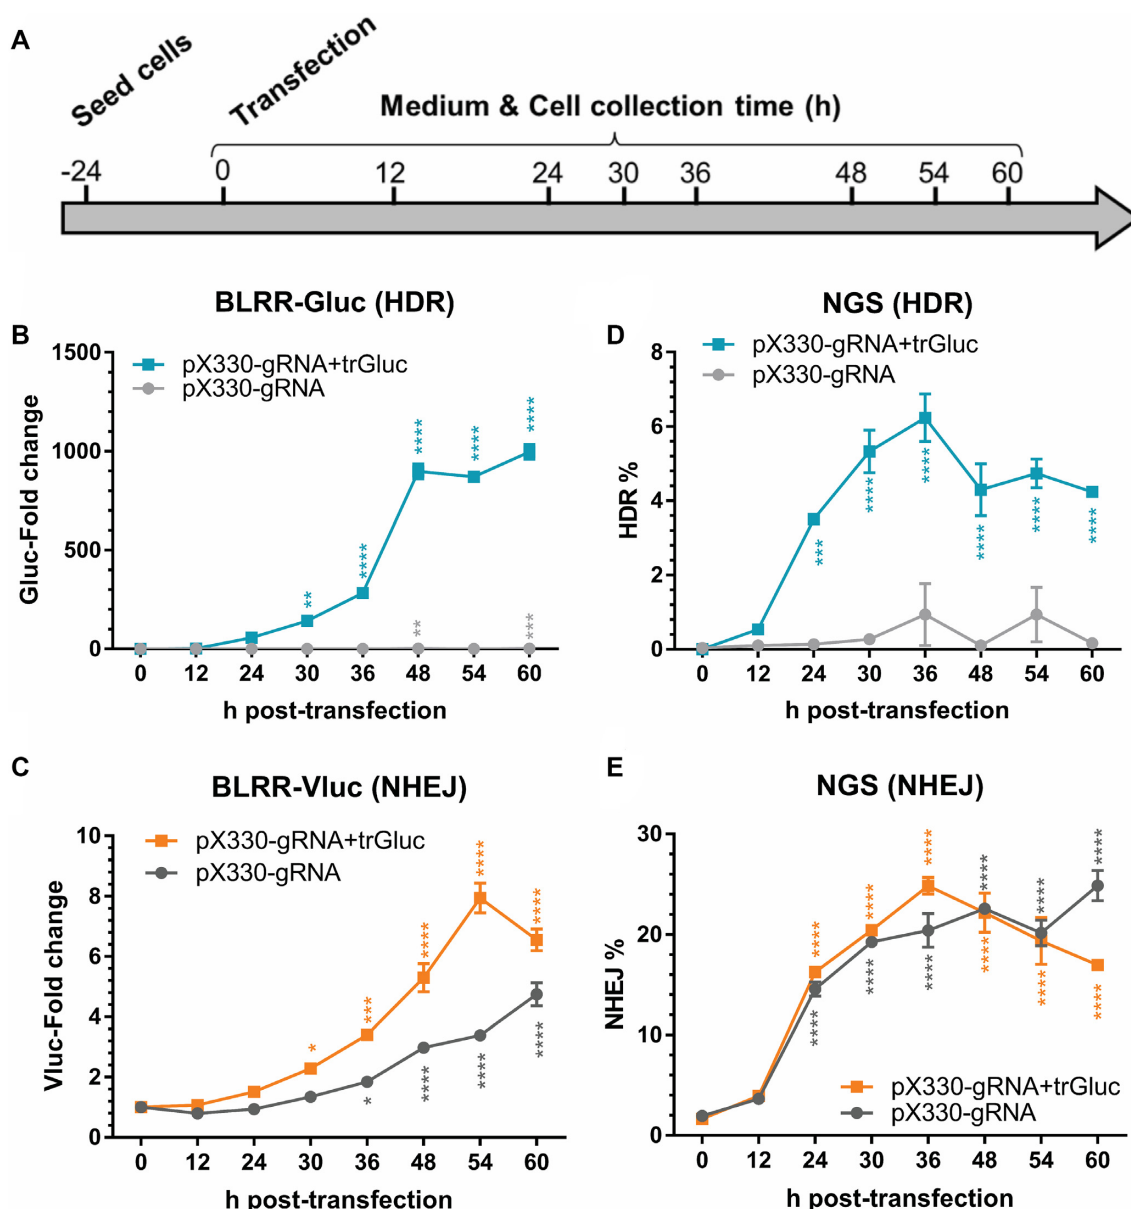 A
Seed cells
Transfection
Medium & Cell collection time (h)
-24 0 12 24 30 36 48 54 60
BLRR-Gluc (HDR)
B
pX330-gRNA+trGluc
pX330-gRNA
Gluc-Fold change
1500
1000
500
0
**
****
****
****
****
**
***
0 12 24 30 36 48 54 60
h post-transfection
NGS (HDR)
D
pX330-gRNA+trGluc
pX330-gRNA
HDR %
8
6
4
2
0
***
****
****
****
****
****
0 12 24 30 36 48 54 60
h post-transfection
C
BLRR-Vluc (NHEJ)
pX330-gRNA+trGluc
pX330-gRNA
Vluc-Fold change
10
8
6
4
2
0
*
***
****
****
****
*
****
****
****
0 12 24 30 36 48 54 60
h post-transfection
E
NGS (NHEJ)
NHEJ %
30
20
10
0
****
****
****
****
****
****
****
****
****
****
****
****
pX330-gRNA+trGluc
pX330-gRNA
0 12 24 30 36 48 54 60
h post-transfection